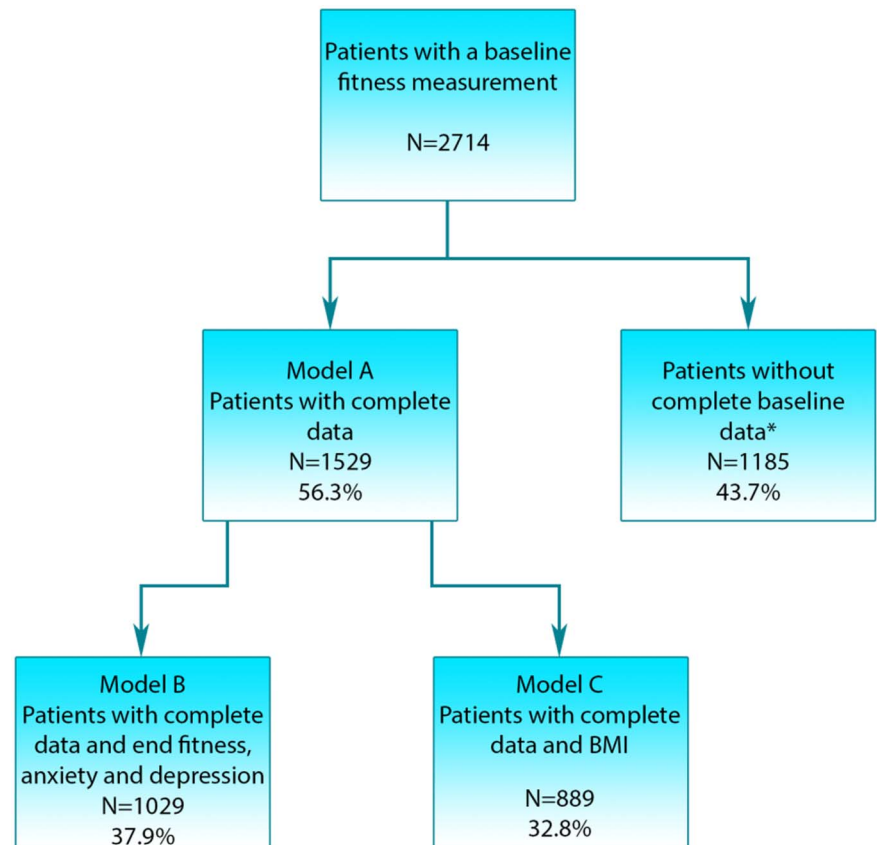 Patients with a baseline
fitness measurement
N=2714
Model A
Patients with complete
data
N=1529
56.3%
Patients without
complete baseline
data*
N=1185
43.7%
Model B
Patients with complete
data and end fitness,
anxiety and depression
N=1029
37.9%
Model C
Patients with complete
data and BMI
N=889
32.8%